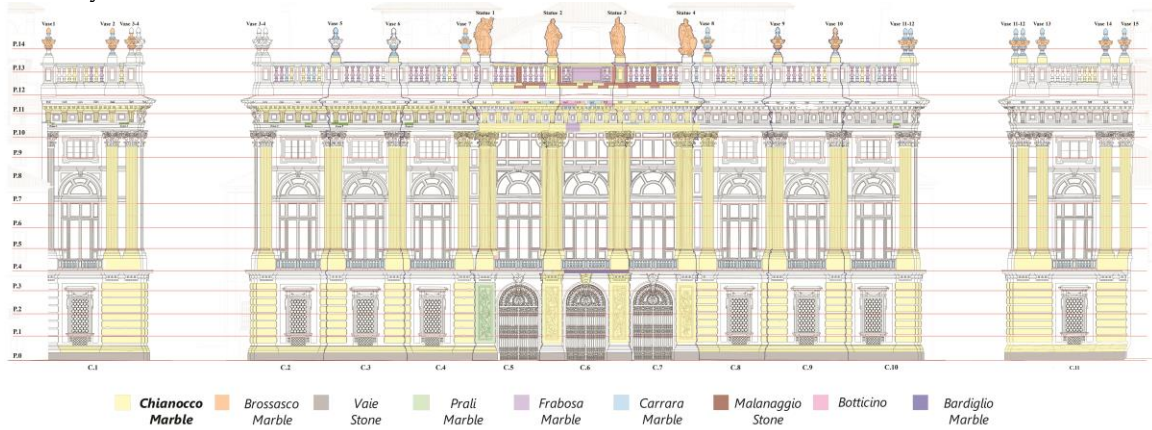 Statue 1 Statue 2 Statue 3 Statue 4
Vase1 Vase 2 Vase 3-4 Vase 3-4 Vase 5 Vase 6 Vase 7 Vase 8 Vase 9 Vase 10 Vase 11-12 Vase 11-12 Vase 13 Vase 14 Vase 15
P.14
P.13
P.12
P.11
P.10
P.9
P.8
P.7
P.6
P.5
P.4
P.3
P.2
P.1
P.0
C.1 C.2 C.3 C.4 C.5 C.6 C.7 C.8 C.9 C.10 C.11
Chianocco Brossasco Vaie Prali Frabosa Carrara Malanaggio Botticino Bardiglio
Marble Marble Stone Marble Marble Marble Stone Marble